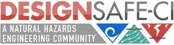 DESIGNSAFE-CI
A NATURAL HAZARDS
ENGINEERING COMMUNITY